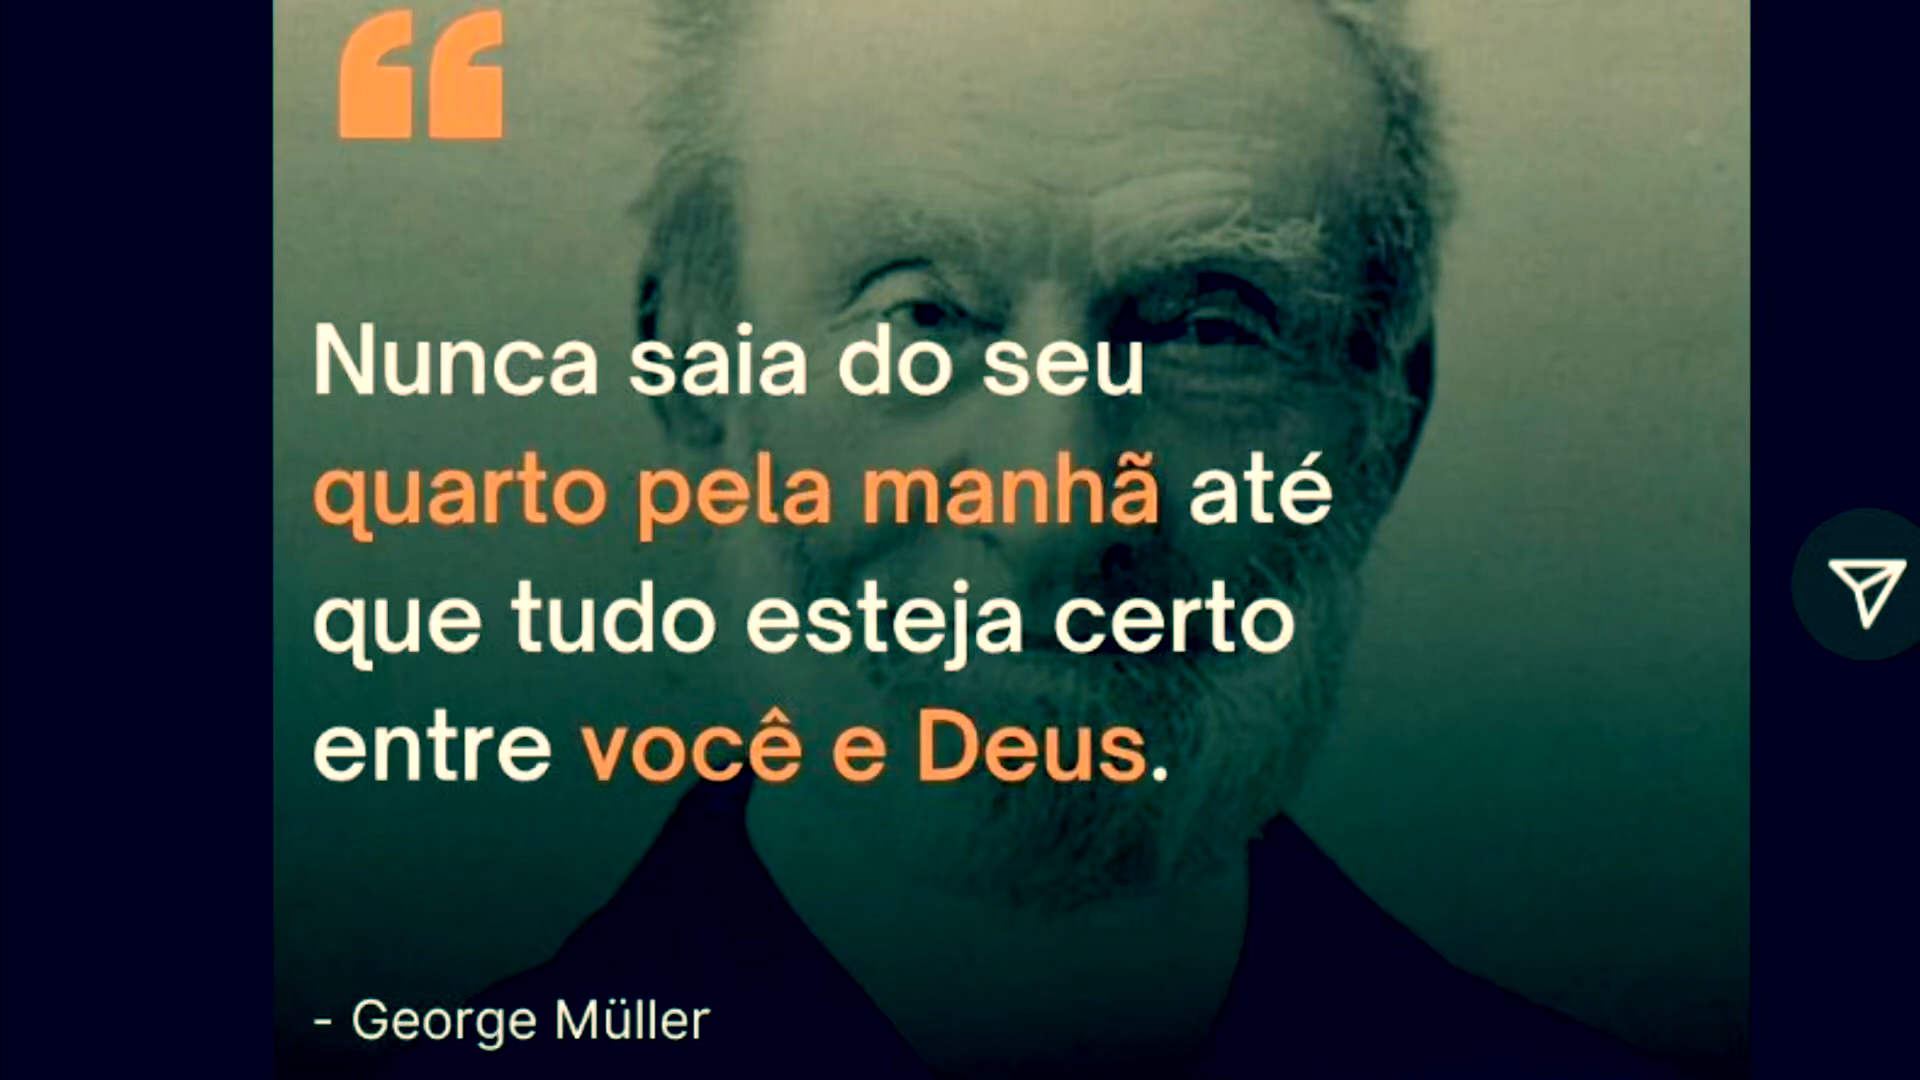 “
Nunca saia do seu
quarto pela manhã até
que tudo esteja certo
entre você e Deus.
- George Müller